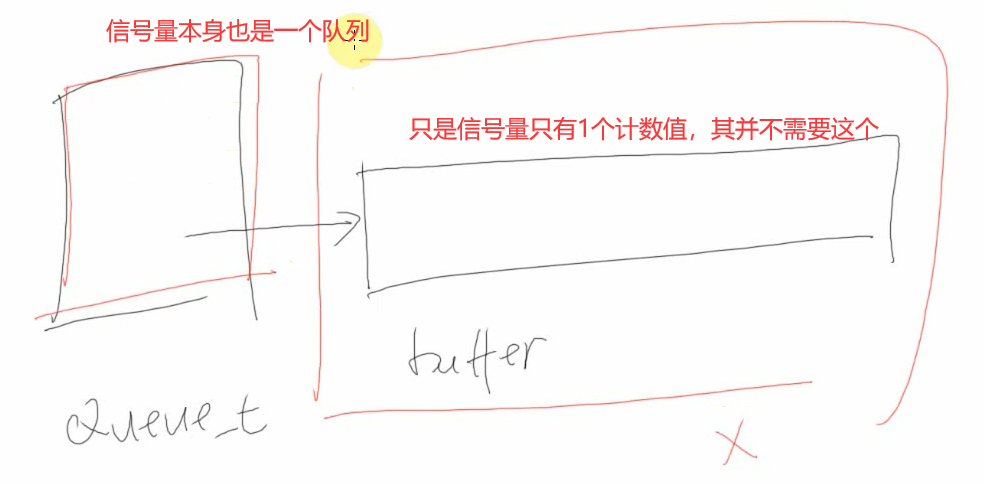 信号量本身也是一个队列
只是信号量只有1个计数值，其并不需要这个
buffer
Queue_t
X